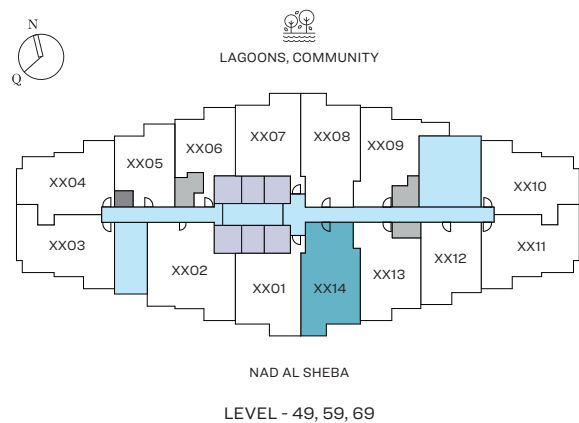 N
Q
LAGOONS, COMMUNITY
XX07
XX08
XX06
XX09
XX05
XX04
XX10
XX03
XX11
XX02
XX12
XX13
XX01
XX14
NAD AL SHEBA
LEVEL - 49, 59, 69